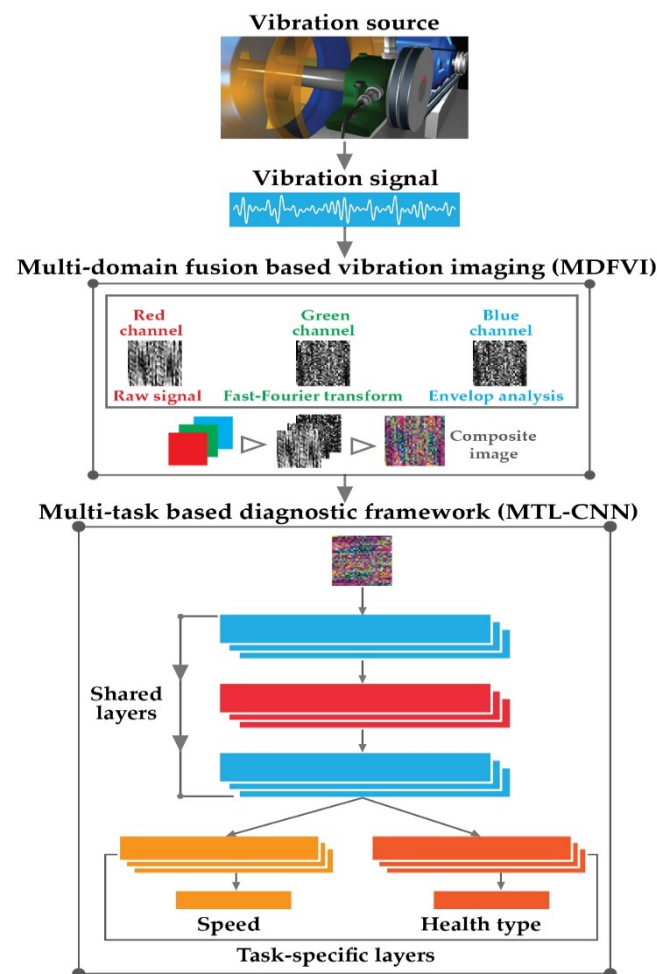 Vibration source
Vibration signal
Multi-domain fusion based vibration imaging (MDFVI)
Red channel
Green channel
Blue channel
Raw signal
Fast-Fourier transform
Envelop analysis
Composite image
Multi-task based diagnostic framework (MTL-CNN)
Shared layers
Speed
Health type
Task-specific layers